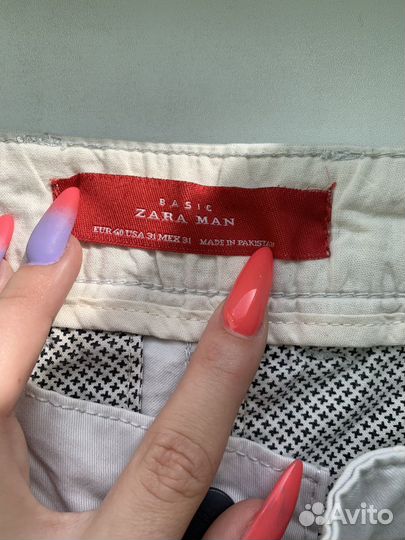 BASIC
ZARA MAN
EUR 40 USA 31 MEX 31 MADE IN PAKISTAN
Avito